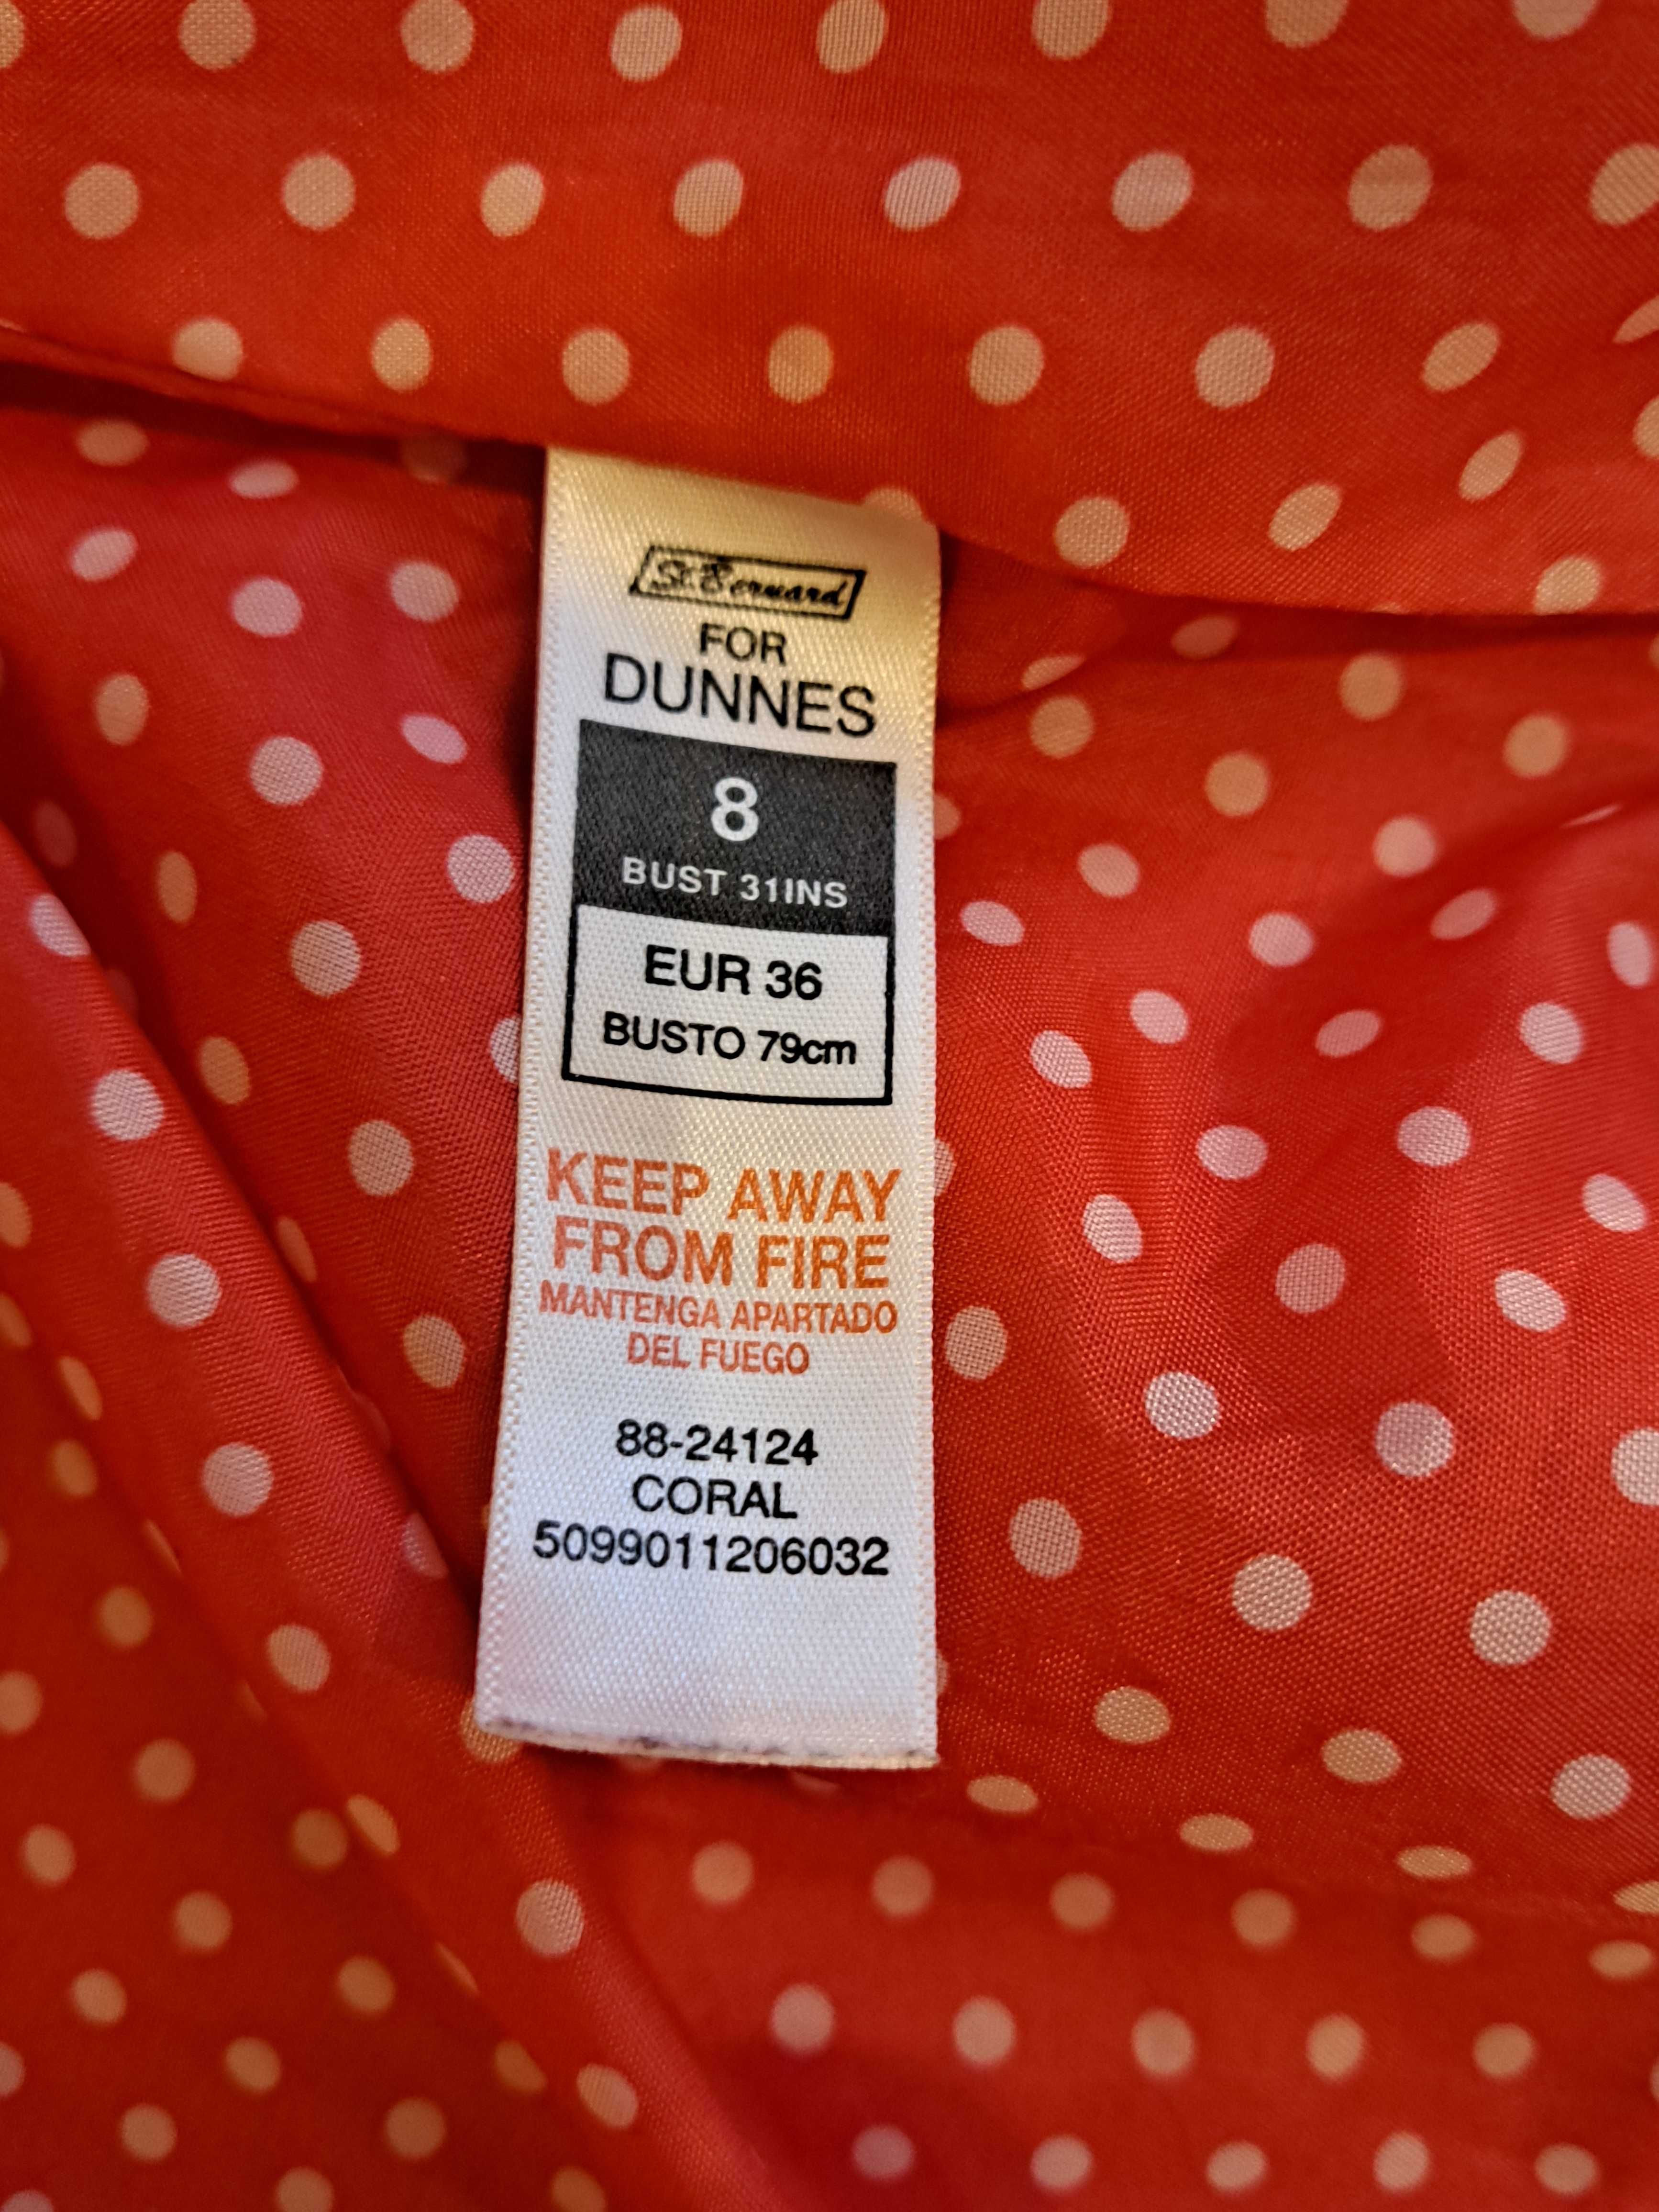 St. Bernard
FOR
DUNNES
8
BUST 31INS
EUR 36
BUSTO 79cm
KEEP AWAY
FROM FIRE
MANTENGA APARTADO
DEL FUEGO
88-24124
CORAL
5099011206032